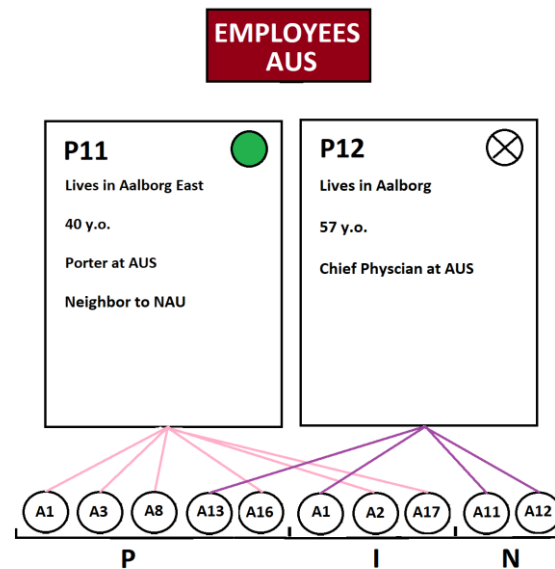 EMPLOYEES
AUS
P11
Lives in Aalborg East
40 y.o.
Porter at AUS
Neighbor to NAU
P12
Lives in Aalborg
57 y.o.
Chief Physcian at AUS
A1 A3 A8 A13 A16 A1 A2 A17 A11 A12
P I N